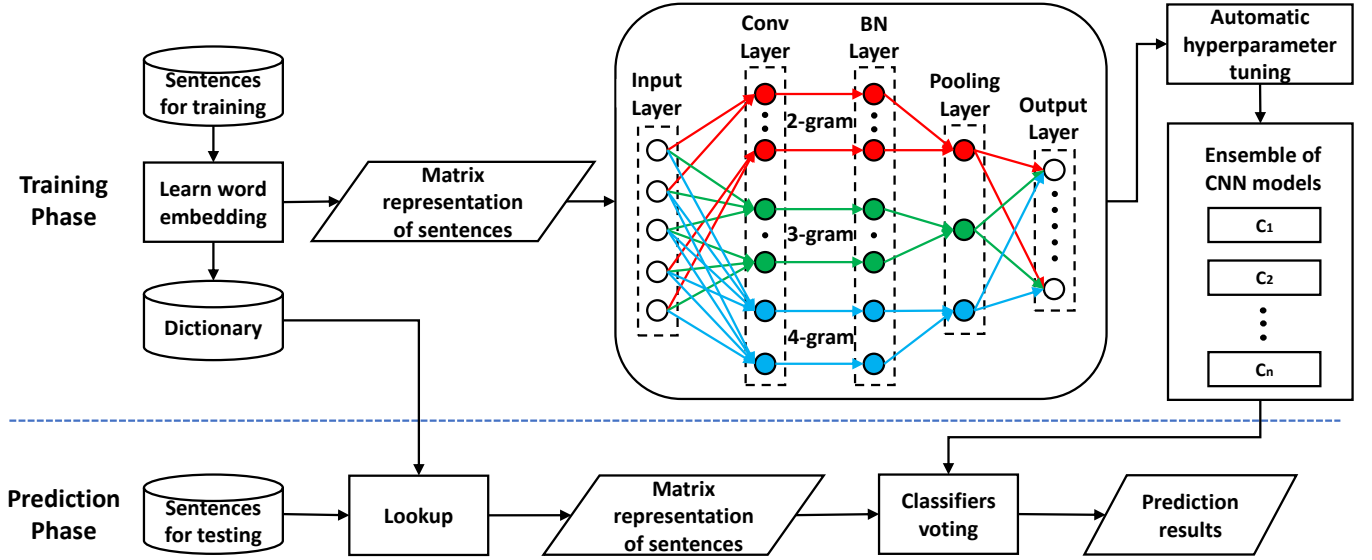 Training
Phase
Sentences
for training
Learn word
embedding
Dictionary
Matrix
representation
of sentences
Input
Layer
Conv
Layer
BN
Layer
Pooling
Layer
Output
Layer
2-gram
3-gram
4-gram
Automatic
hyperparameter
tuning
Ensemble of
CNN models
C1
C2
Cn
Prediction
Phase
Sentences
for testing
Lookup
Matrix
representation
of sentences
Classifiers
voting
Prediction
results